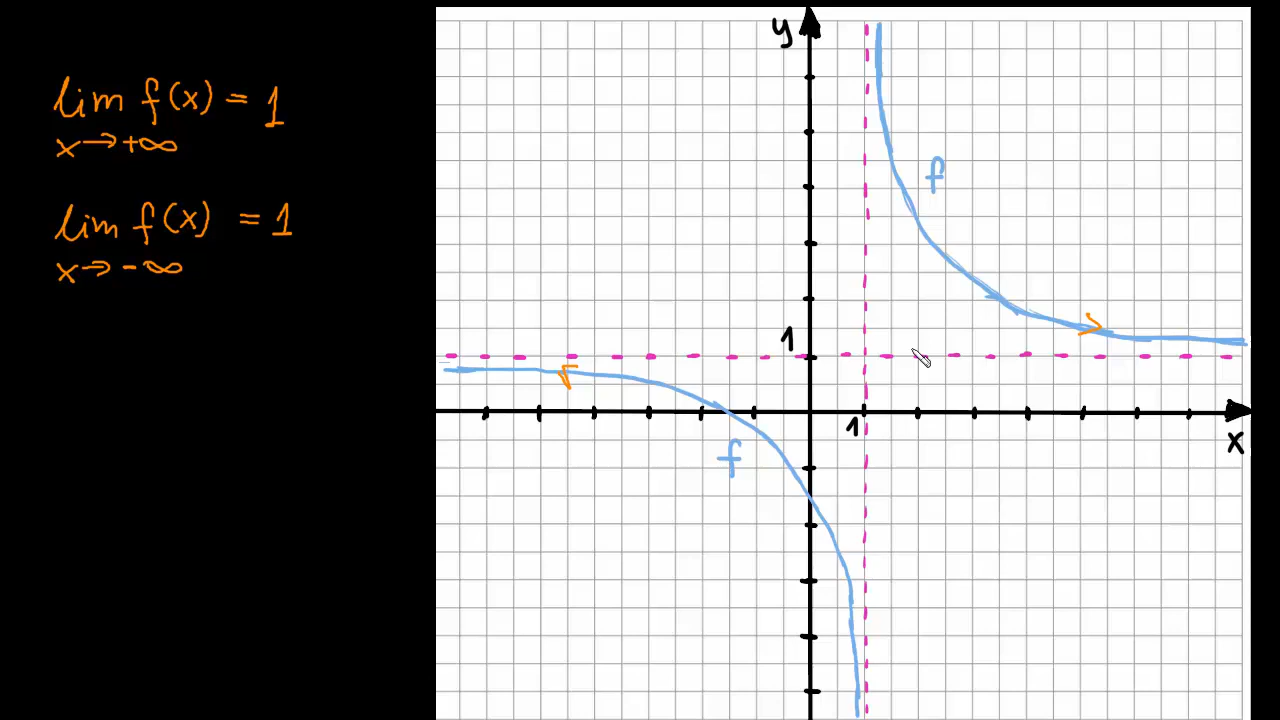 lim f(x) = 1
x→+∞
lim f(x) = 1
x→-∞
y
f
1
1
x
f